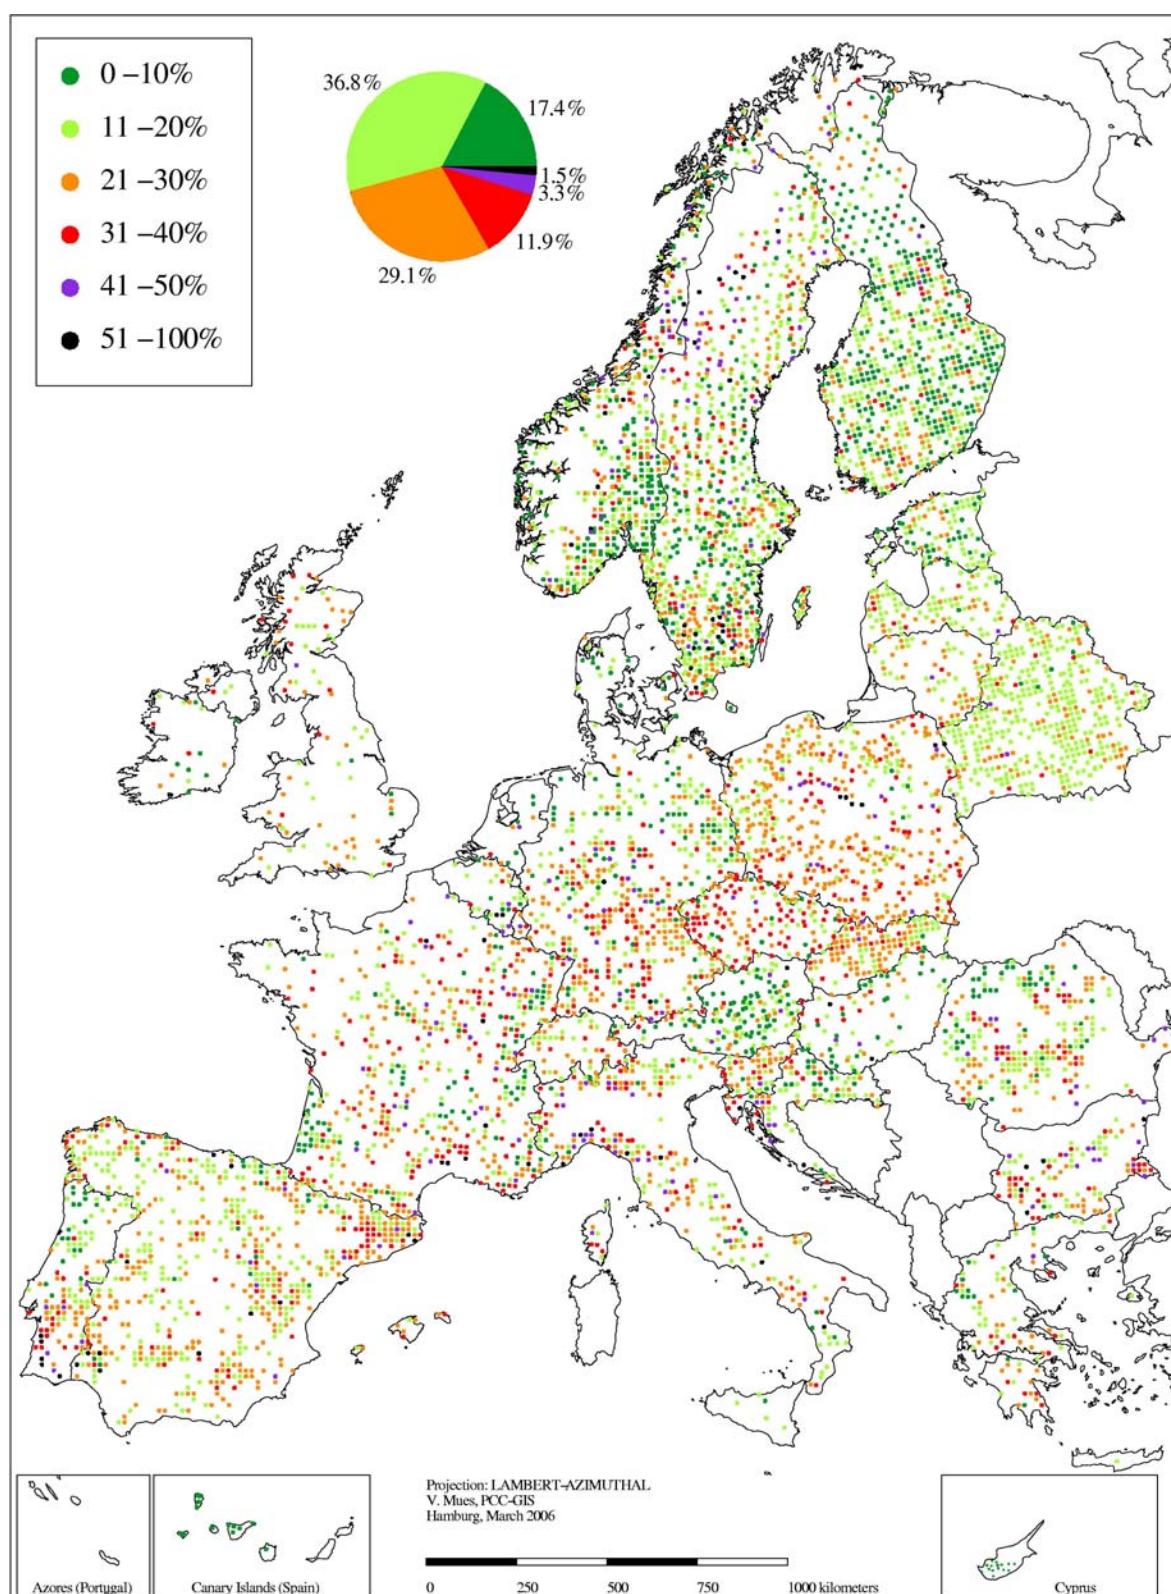 0 –10%
11 –20%
21 –30%
31 –40%
41 –50%
51 –100%
36.8%
17.4%
1.5%
3.3%
11.9%
29.1%
Projection: LAMBERT-AZIMUTHAL
V. Mues, PCC-GIS
Hamburg, March 2006
0 250 500 750 1000 kilometers
Azores (Portugal)
Canary Islands (Spain)
Cyprus